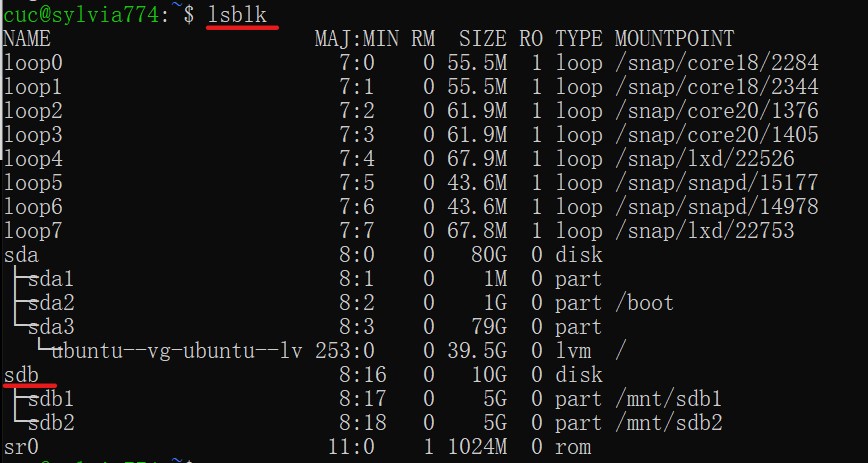 cuc@sylvia774:~$ lsblk
NAME                      MAJ:MIN RM  SIZE RO TYPE MOUNTPOINT
loop0                       7:0    0 55.5M  1 loop /snap/core18/2284
loop1                       7:1    0 55.5M  1 loop /snap/core18/2344
loop2                       7:2    0 61.9M  1 loop /snap/core20/1376
loop3                       7:3    0 61.9M  1 loop /snap/core20/1405
loop4                       7:4    0 67.9M  1 loop /snap/lxd/22526
loop5                       7:5    0 43.6M  1 loop /snap/snapd/15177
loop6                       7:6    0 43.6M  1 loop /snap/snapd/14978
loop7                       7:7    0 67.8M  1 loop /snap/lxd/22753
sda                         8:0    0   80G  0 disk
├─sda1                      8:1    0    1M  0 part
├─sda2                      8:2    0    1G  0 part /boot
└─sda3                      8:3    0   79G  0 part
  └─ubuntu--vg-ubuntu--lv 253:0    0 39.5G  0 lvm  /
sdb                         8:16   0   10G  0 disk
├─sdb1                      8:17   0    5G  0 part /mnt/sdb1
└─sdb2                      8:18   0    5G  0 part /mnt/sdb2
sr0                        11:0    1 1024M  0 rom